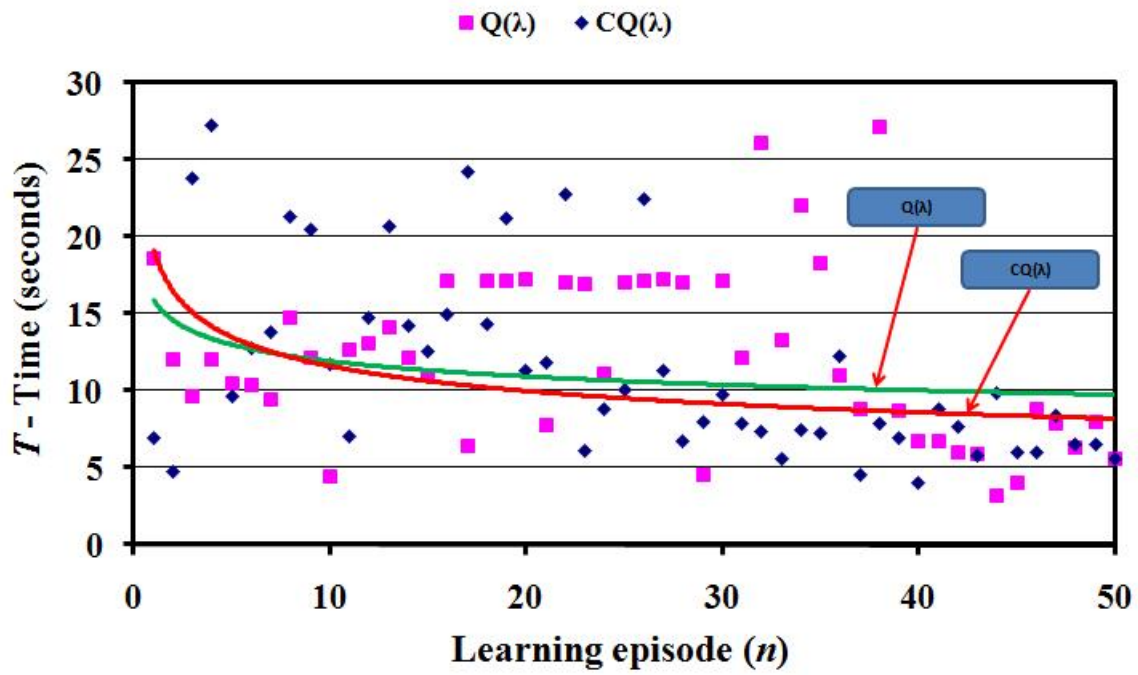 Q(λ) CQ(λ)
30
25
20
15
10
5
0
T - Time (seconds)
Q(λ)
CQ(λ)
0 10 20 30 40 50
Learning episode (n)